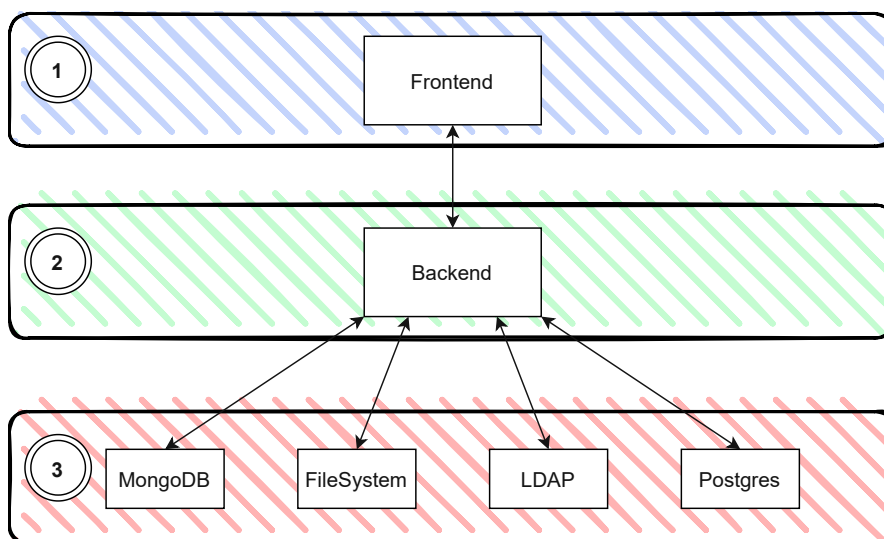 1
Frontend
2
Backend
3
MongoDB
FileSystem
LDAP
Postgres